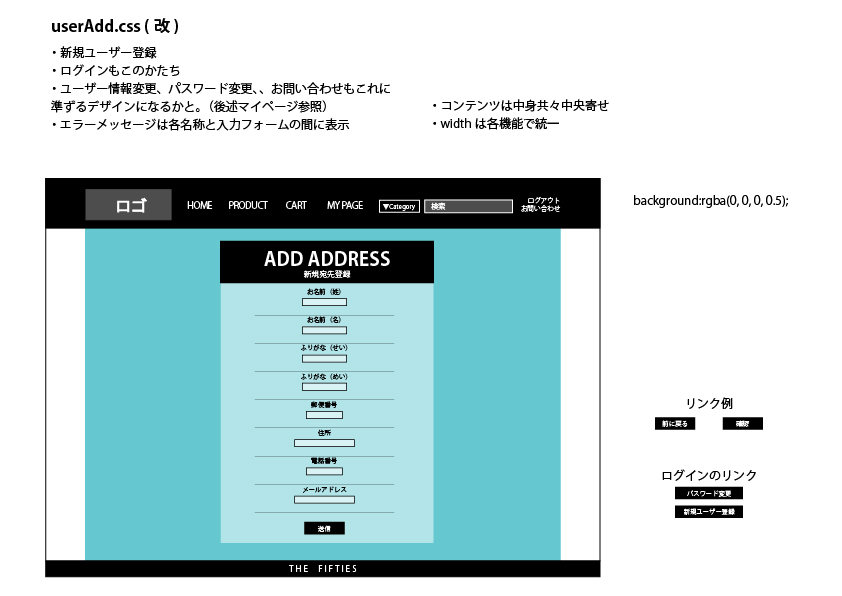 userAdd.css ( 改 )
・新規ユーザー登録
・ログインもこのかたち
・ユーザー情報変更、パスワード変更、、お問い合わせもこれに
準ずるデザインになるかと。（後述マイページ参照）
・エラーメッセージは各名称と入力フォームの間に表示
・コンテンツは中身共々中央寄せ
・width は各機能で統一
ロゴ HOME PRODUCT CART MY PAGE ▼Category 検索 ログアウト
お問い合わせ
background:rgba(0, 0, 0, 0.5);
ADD ADDRESS
新規宛先登録
お名前（姓）
お名前（名）
ふりがな（せい）
ふりがな（めい）
郵便番号
住所
電話番号
メールアドレス
送信
THE FIFTIES
リンク例
前に戻る 確認
ログインのリンク
パスワード変更
新規ユーザー登録